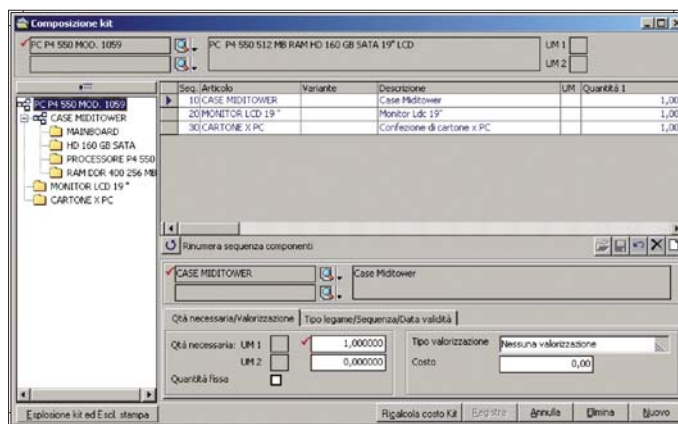 Composizione kit
PC P4 550 MOD. 1059
PC P4 550 512 MB RAM HD 160 GB SATA 19" LCD
UM 1
UM 2
Seq. Articolo Variante Descrizione UM Quantità 1
10 CASE MIDITOWER Case Miditower 1,00
20 MONITOR LCD 19 " Monitor Ldc 19" 1,00
30 CARTONE X PC Confezione di cartone x PC 1,00
PC P4 550 MOD. 1059
CASE MIDITOWER
MAINBOARD
HD 160 GB SATA
PROCESSORE P4 550
RAM DDR 400 256 MB
MONITOR LCD 19 "
CARTONE X PC
Rinumera sequenza componenti
CASE MIDITOWER
Case Miditower
Qtà necessaria/Valorizzazione
Tipo legame/Sequenza/Data validità
Qtà necessaria: UM 1 1,000000
UM 2 0,000000
Quantità fissa
Tipo valorizzazione Nessuna valorizzazione
Costo 0,00
Esplosione kit ed Escl. stampa
Rigalcola costo Kit
Registra
Annulla
Elimina
Nuovo